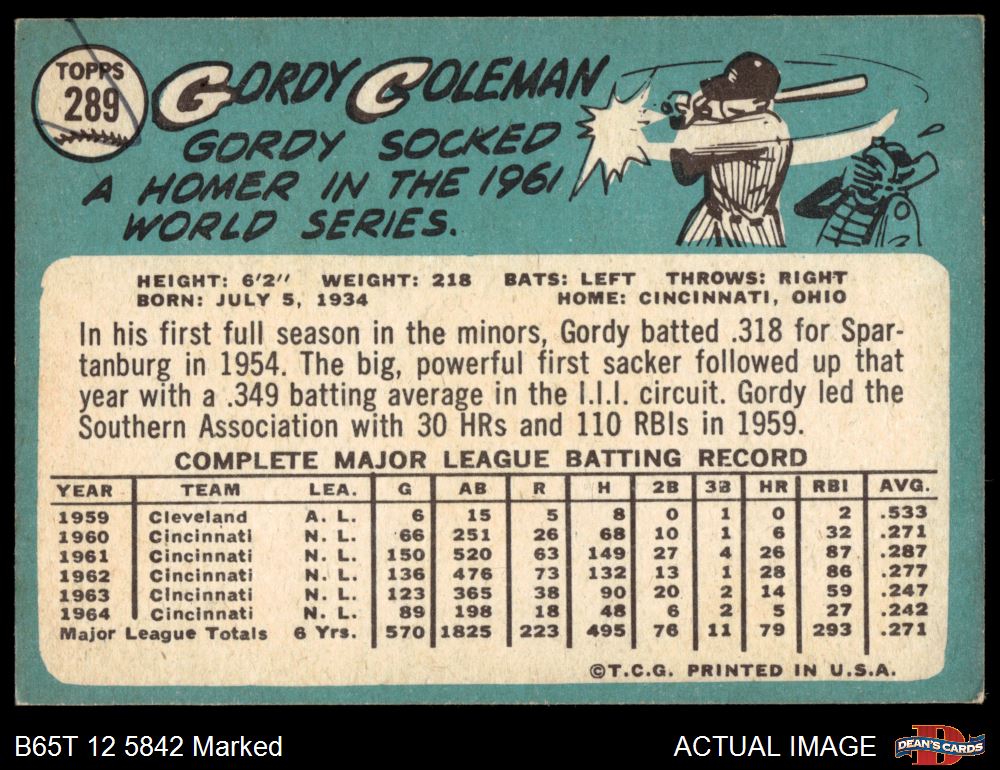 TOPPS
289
GORDY COLEMAN
GORDY SOCKED
A HOMER IN THE 1961
WORLD SERIES.
HEIGHT: 6'2" WEIGHT: 218 BATS: LEFT THROWS: RIGHT
BORN: JULY 5, 1934 HOME: CINCINNATI, OHIO
In his first full season in the minors, Gordy batted .318 for Spar-
tanburg in 1954. The big, powerful first sacker followed up that
year with a .349 batting average in the I.I.I. circuit. Gordy led the
Southern Association with 30 HRs and 110 RBIs in 1959.
COMPLETE MAJOR LEAGUE BATTING RECORD
YEAR TEAM LEA. G AB R H 2B 3B HR RBI AVG.
1959 Cleveland A. L. 6 15 5 8 0 1 0 2 .533
1960 Cincinnati N. L. 66 251 26 68 10 1 6 32 .271
1961 Cincinnati N. L. 150 520 63 149 27 4 26 87 .287
1962 Cincinnati N. L. 136 476 73 132 13 1 28 86 .277
1963 Cincinnati N. L. 123 365 38 90 20 2 14 59 .247
1964 Cincinnati N. L. 89 198 18 48 6 2 5 27 .242
Major League Totals 6 Yrs. 570 1825 223 495 76 11 79 293 .271
©T.C.G. PRINTED IN U.S.A.
B65T 12 5842 Marked ACTUAL IMAGE
D
DEAN'S CARDS